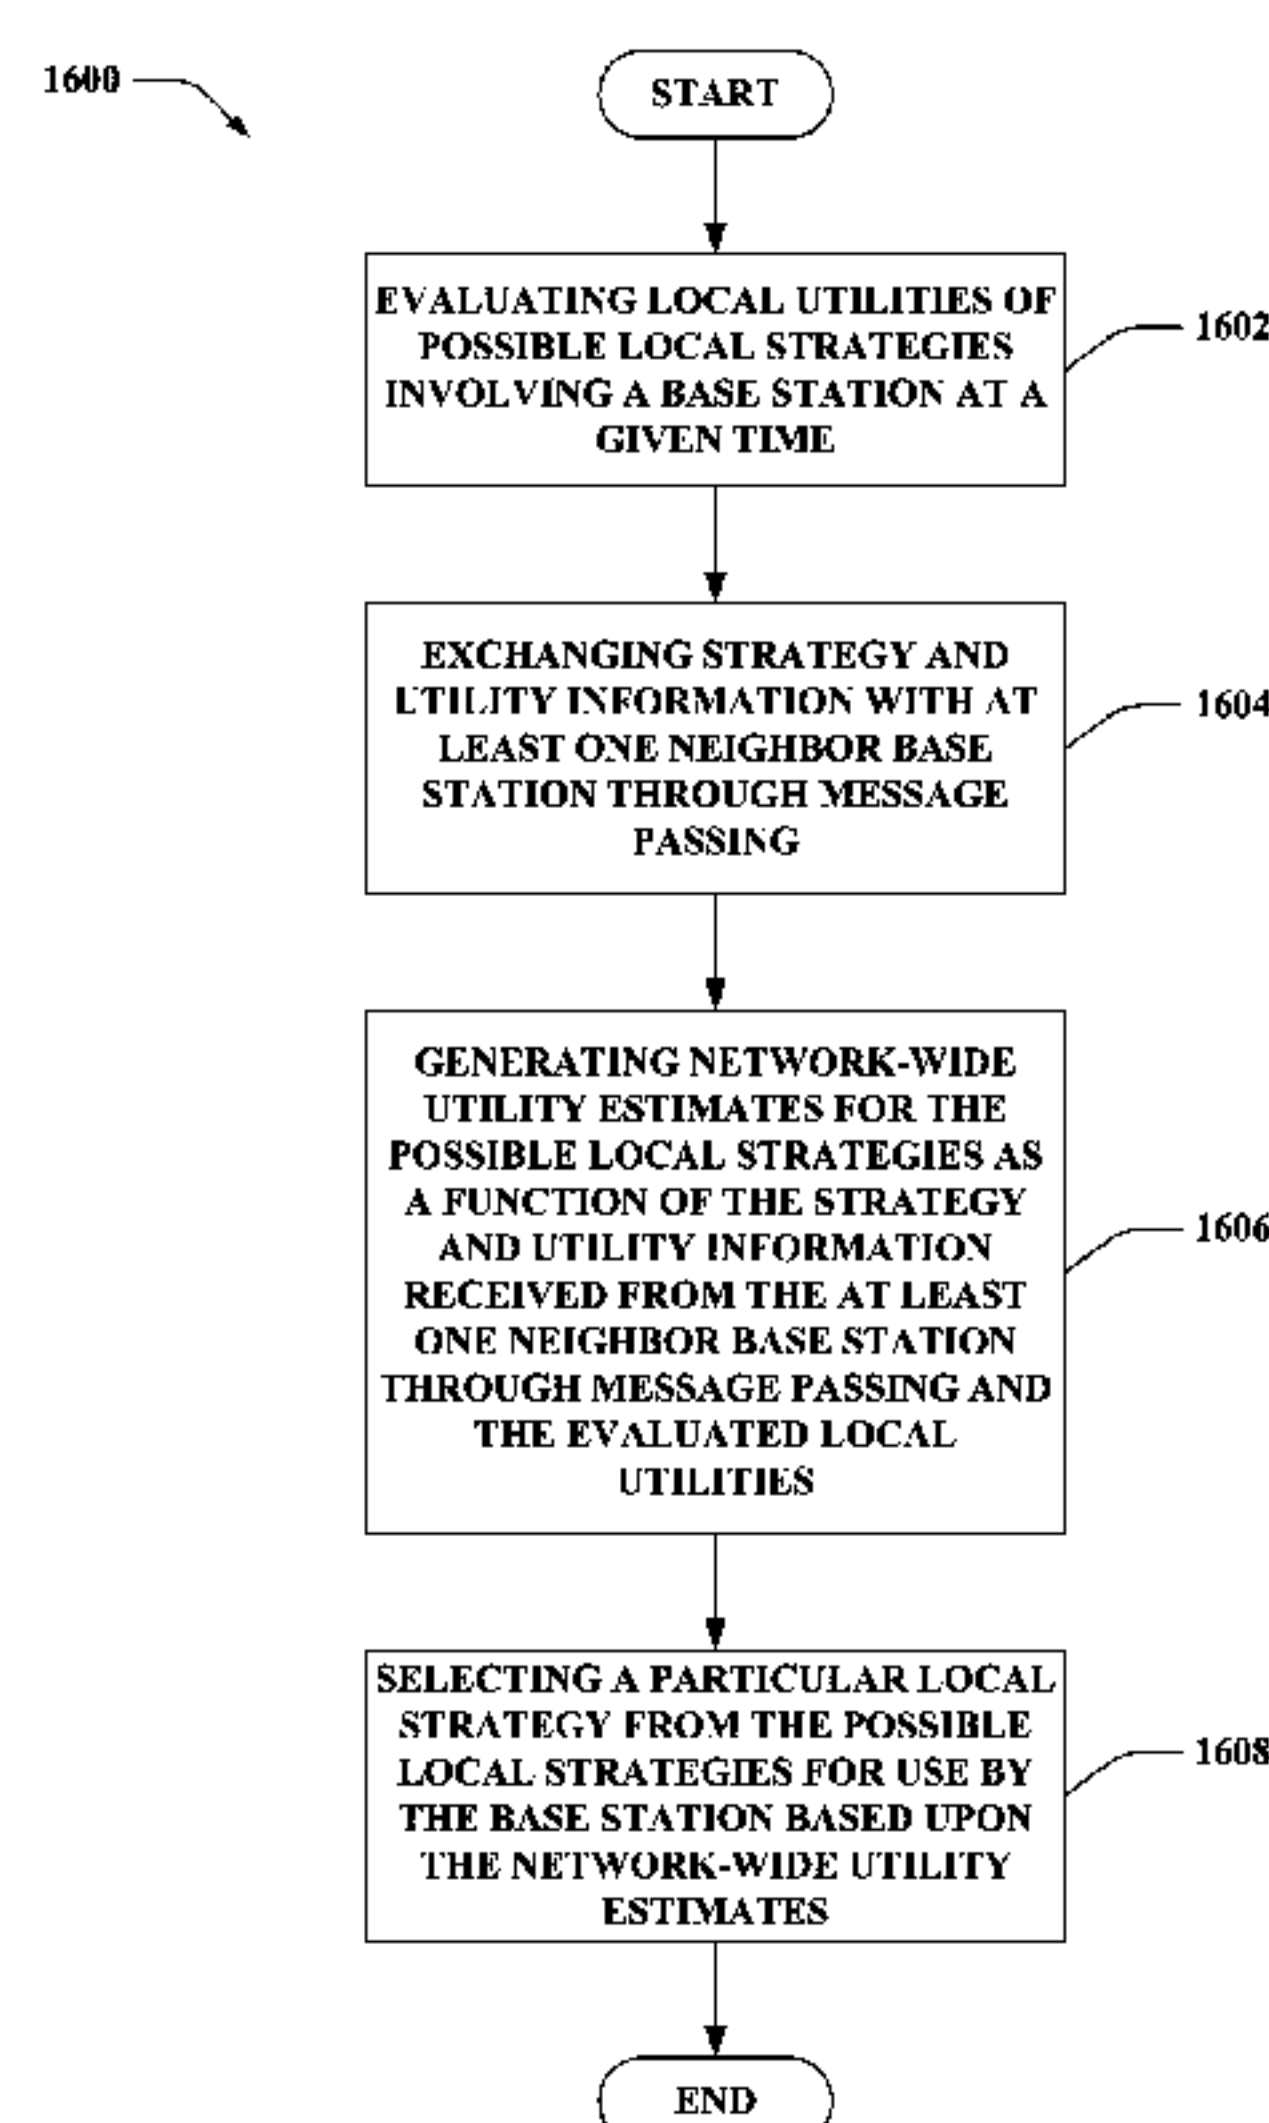 1600
START
EVALUATING LOCAL UTILITIES OF
POSSIBLE LOCAL STRATEGIES
INVOLVING A BASE STATION AT A
GIVEN TIME
1602
EXCHANGING STRATEGY AND
UTILITY INFORMATION WITH AT
LEAST ONE NEIGHBOR BASE
STATION THROUGH MESSAGE
PASSING
1604
GENERATING NETWORK-WIDE
UTILITY ESTIMATES FOR THE
POSSIBLE LOCAL STRATEGIES AS
A FUNCTION OF THE STRATEGY
AND UTILITY INFORMATION
RECEIVED FROM THE AT LEAST
ONE NEIGHBOR BASE STATION
THROUGH MESSAGE PASSING AND
THE EVALUATED LOCAL
UTILITIES
1606
SELECTING A PARTICULAR LOCAL
STRATEGY FROM THE POSSIBLE
LOCAL STRATEGIES FOR USE BY
THE BASE STATION BASED UPON
THE NETWORK-WIDE UTILITY
ESTIMATES
1608
END